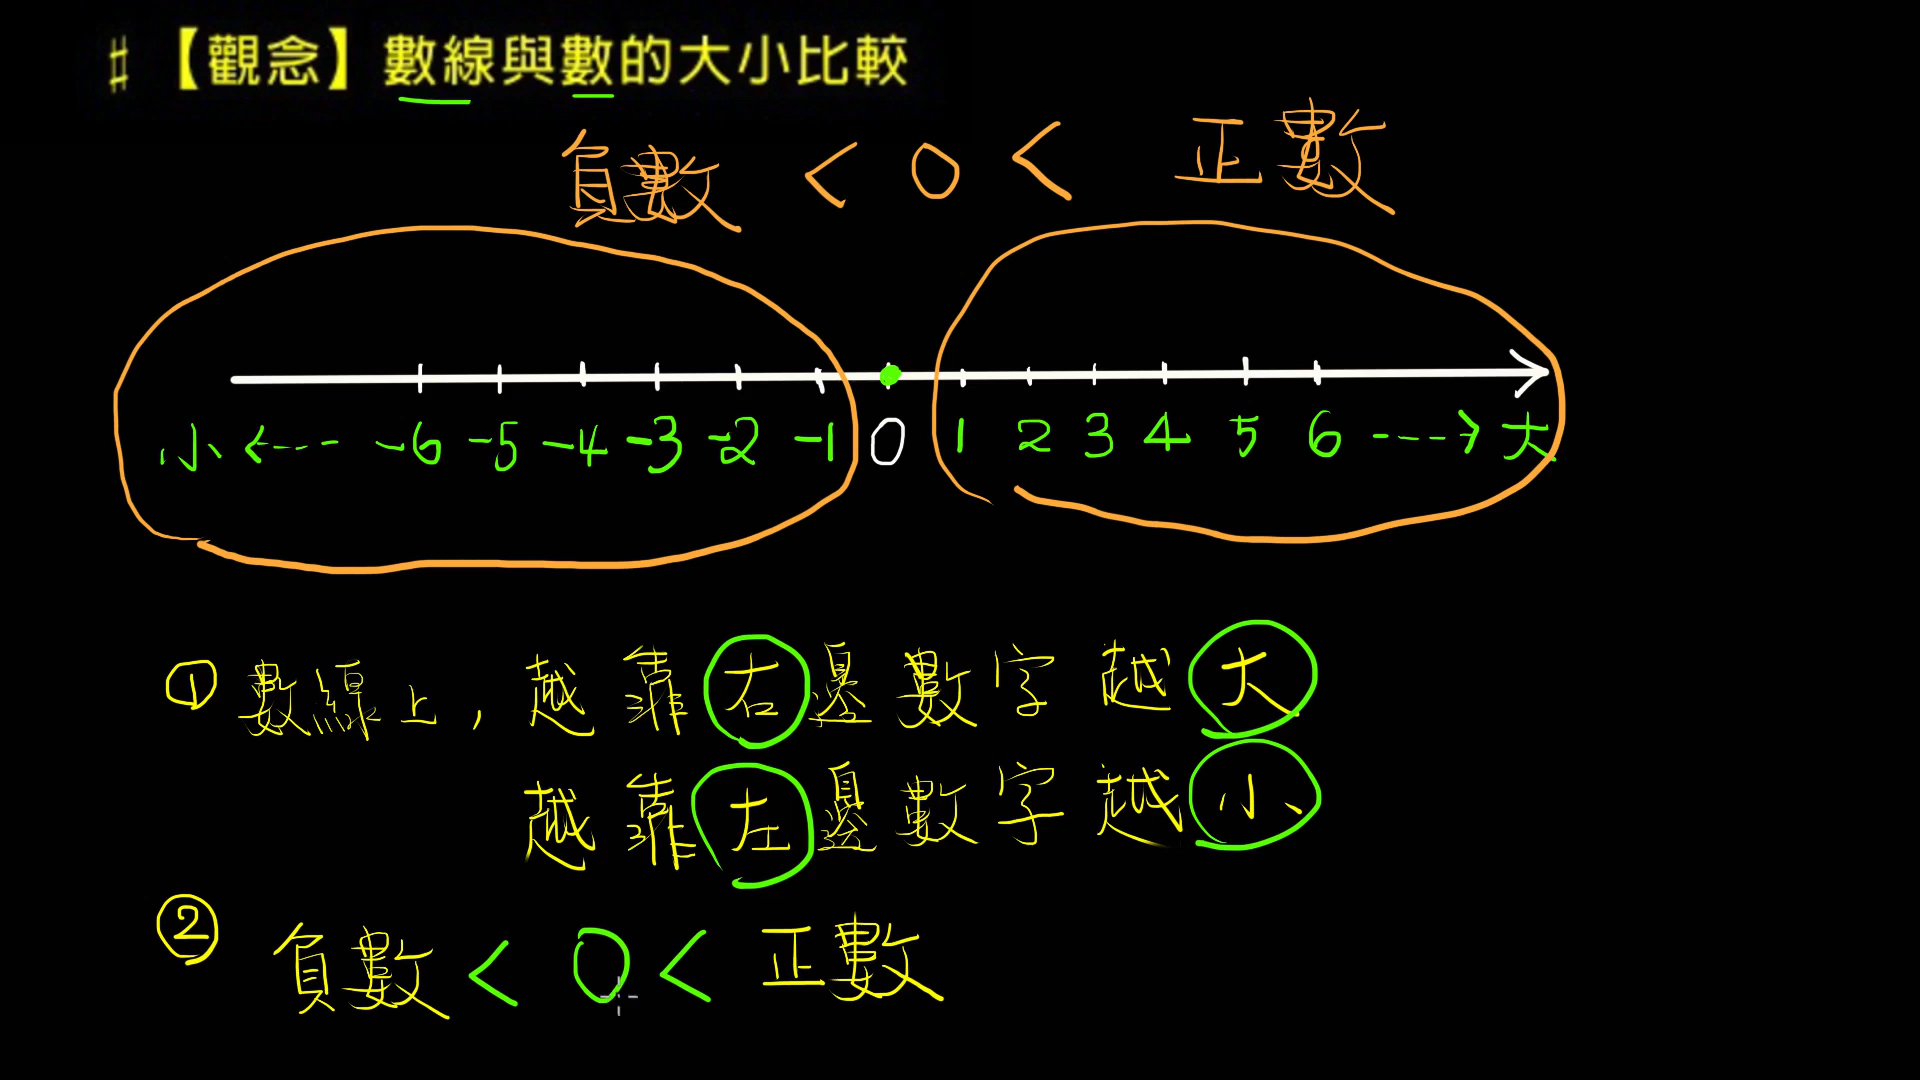 ♯【觀念】數線與數的大小比較
負數 < 0 < 正數
小 <--- -6 -5 -4 -3 -2 -1 0 1 2 3 4 5 6 ---> 大
① 數線上, 越靠右邊數字越大
越靠左邊數字越小
② 負數 < 0 < 正數